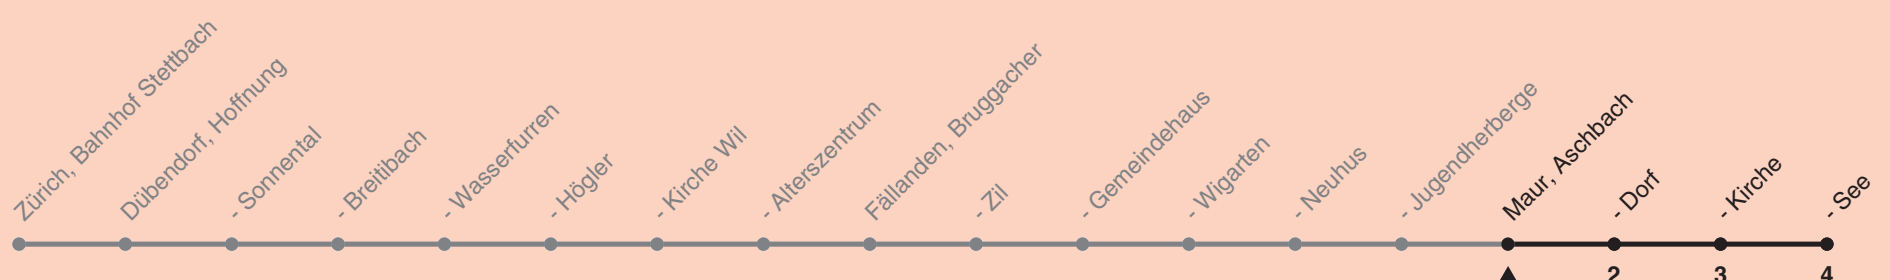 Zürich, Bahnhof Stettbach
Dübendorf, Hoffnung
- Sonnental
- Breitibach
- Wasserfurren
- Högler
- Kirche Wil
- Alterszentrum
Fällanden, Bruggacher
- Zil
- Gemeindehaus
- Wigarten
- Neuhus
- Jugendherberge
Maur, Aschbach
- Dorf
- Kirche
- See
2 3 4